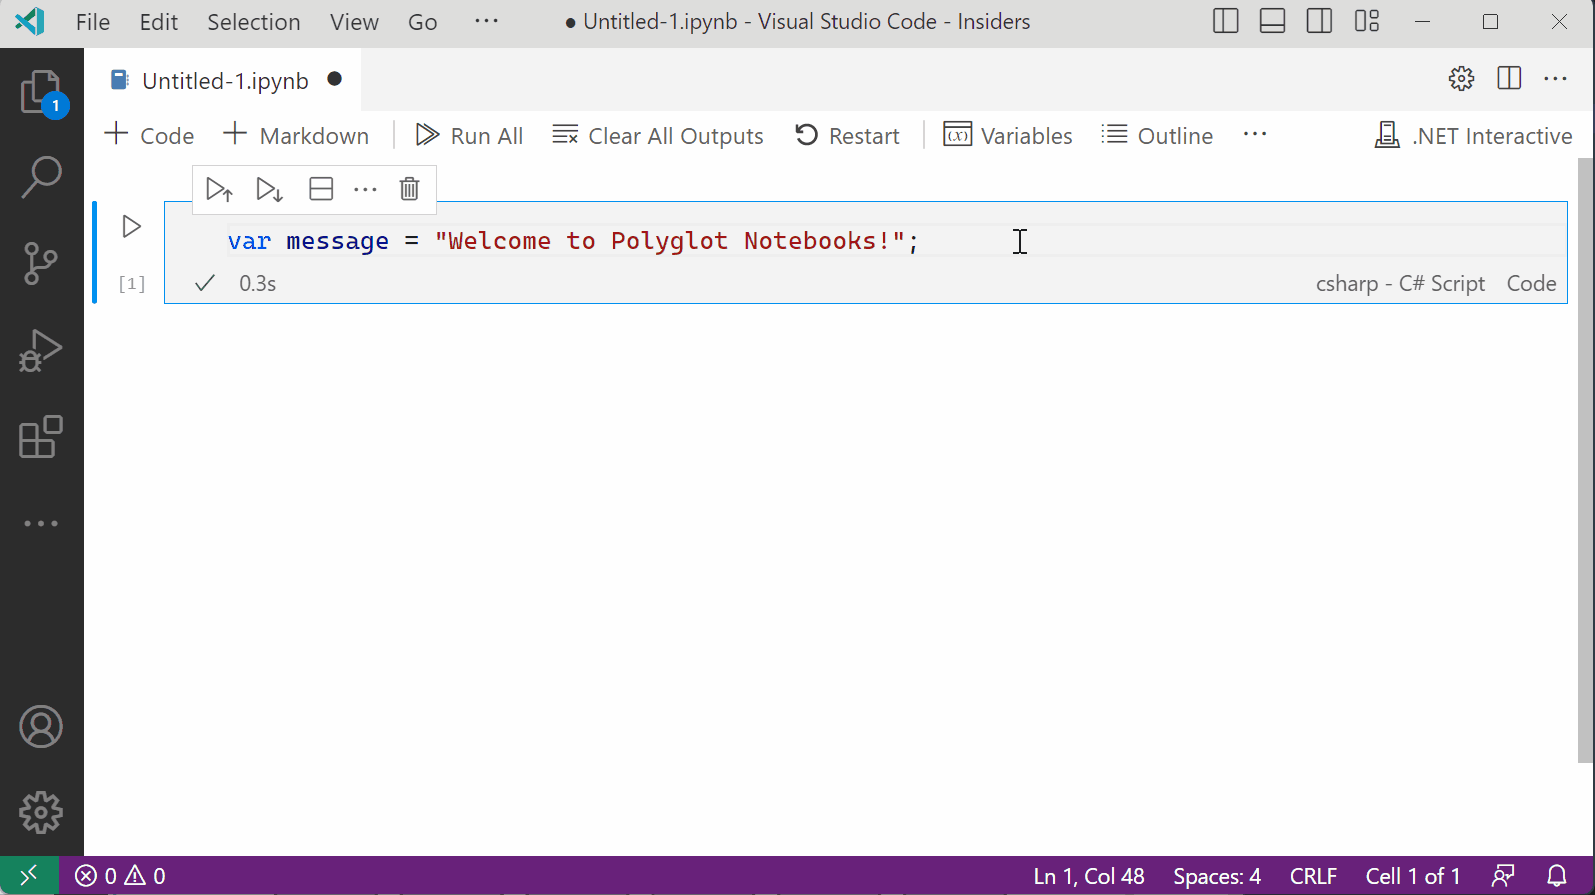 File Edit Selection View Go ··· ● Untitled-1.ipynb - Visual Studio Code - Insiders
1
Untitled-1.ipynb ●
+ Code + Markdown Run All Clear All Outputs Restart (x) Variables Outline ··· .NET Interactive
var message = "Welcome to Polyglot Notebooks!";
[1] ✓ 0.3s csharp - C# Script Code
0 0 Ln 1, Col 48 Spaces: 4 CRLF Cell 1 of 1